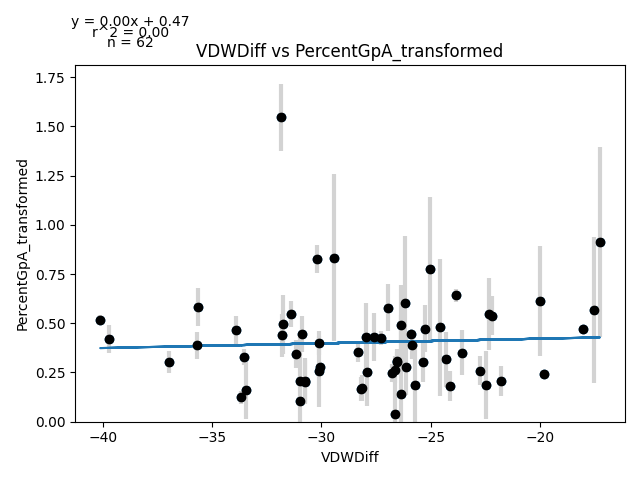 y = 0.00x + 0.47
r^2 = 0.00
n = 62
VDWDiff vs PercentGpA_transformed
PercentGpA_transformed
1.75
1.50
1.25
1.00
0.75
0.50
0.25
0.00
−40
−35
−30
−25
−20
VDWDiff